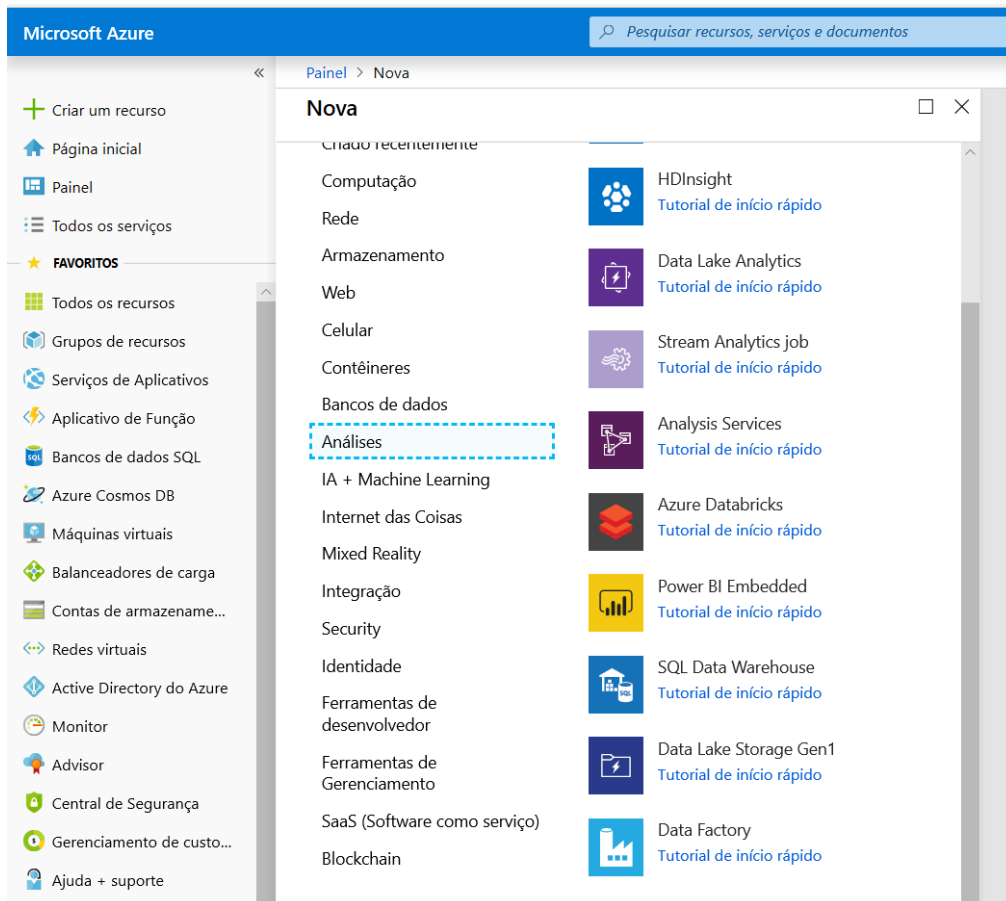 Microsoft Azure
Pesquisar recursos, serviços e documentos
«
Painel > Nova
Criar um recurso
Página inicial
Painel
Todos os serviços
FAVORITOS
Todos os recursos
Grupos de recursos
Serviços de Aplicativos
Aplicativo de Função
SQL
Bancos de dados SQL
Azure Cosmos DB
Máquinas virtuais
Balanceadores de carga
Contas de armazename...
Redes virtuais
Active Directory do Azure
Monitor
Advisor
Central de Segurança
Gerenciamento de custo...
Ajuda + suporte
Nova
Criado recentemente
Computação
Rede
Armazenamento
Web
Celular
Contêineres
Bancos de dados
Análises
IA + Machine Learning
Internet das Coisas
Mixed Reality
Integração
Security
Identidade
Ferramentas de
desenvolvedor
Ferramentas de
Gerenciamento
SaaS (Software como serviço)
Blockchain
HDInsight
Tutorial de início rápido
Data Lake Analytics
Tutorial de início rápido
Stream Analytics job
Tutorial de início rápido
Analysis Services
Tutorial de início rápido
Azure Databricks
Tutorial de início rápido
Power BI Embedded
Tutorial de início rápido
SQL
SQL Data Warehouse
Tutorial de início rápido
Data Lake Storage Gen1
Tutorial de início rápido
Data Factory
Tutorial de início rápido